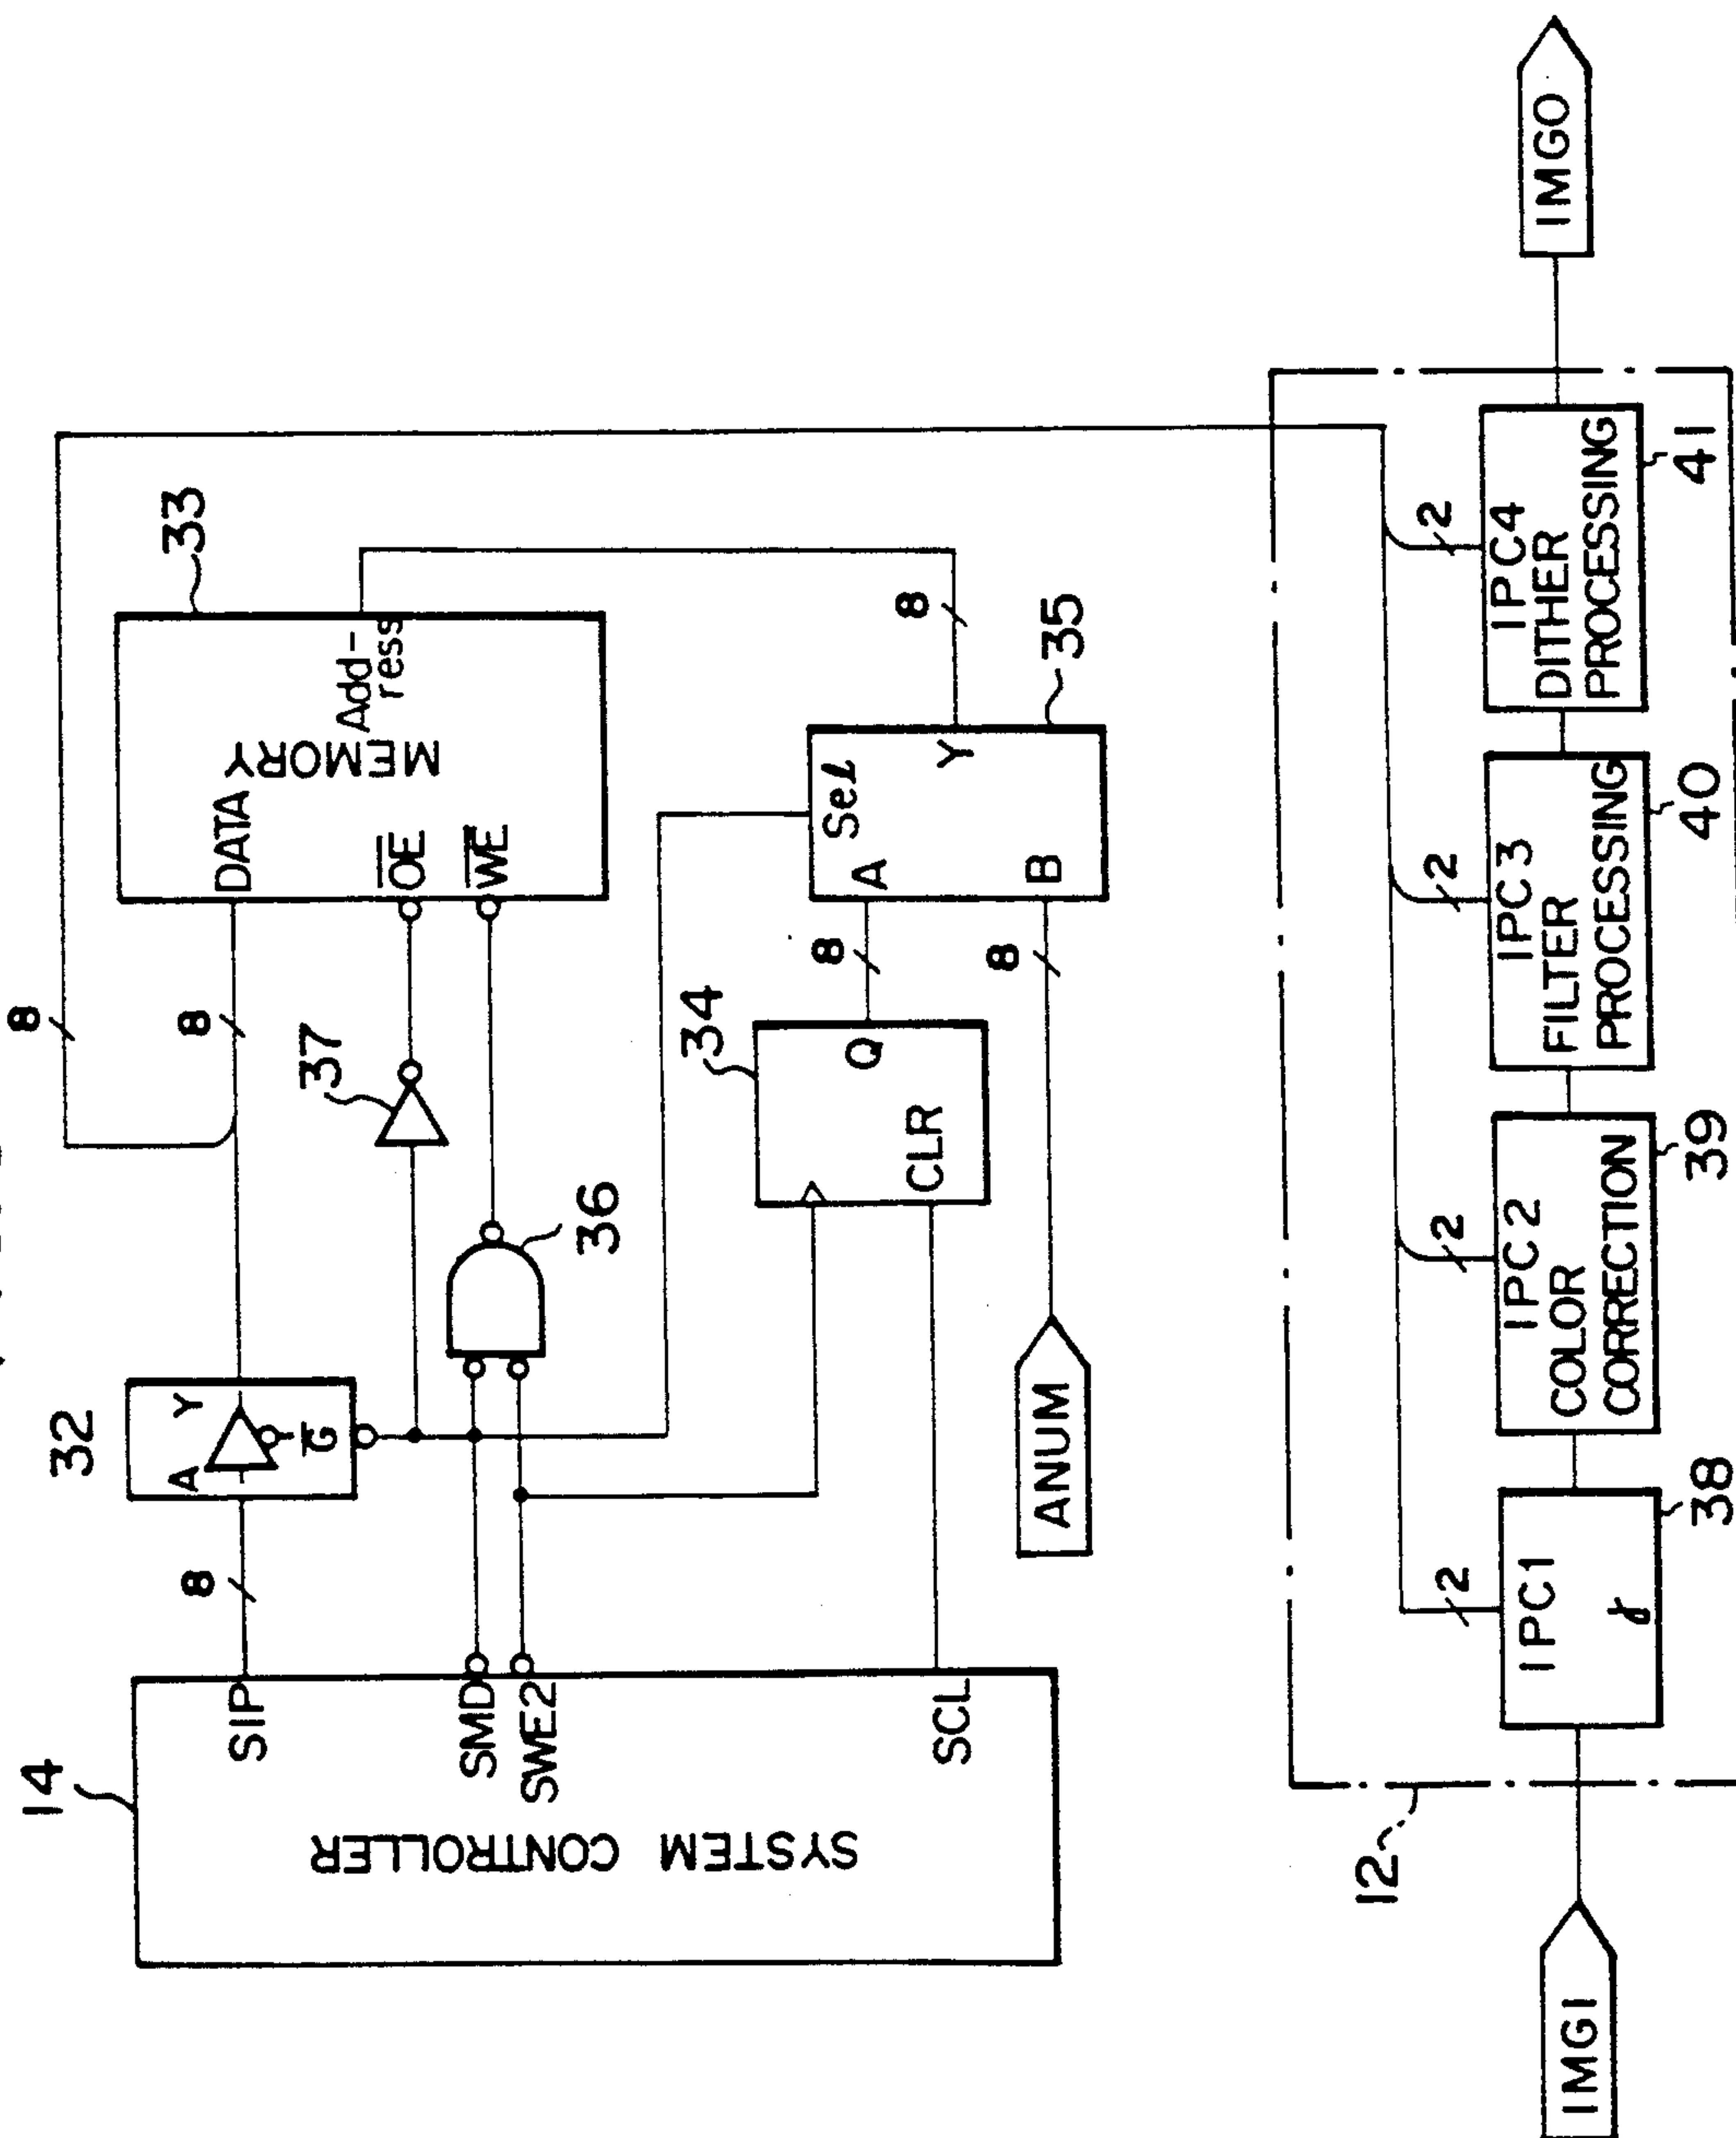 14
SYSTEM CONTROLLER
SIP
SMD
SWE2
SCL
8
32
A
Y
G
8
8
37
36
33
MEMORY
DATA
OE
WE
Add-
ress
34
Q
CLR
8
ANUM
8
35
Sel
A
B
Y
8
12
IMGI
IPC1
γ
38
2
IPC2
COLOR
CORRECTION
39
2
IPC3
FILTER
PROCESSING
40
2
IPC4
DITHER
PROCESSING
41
2
IMGO